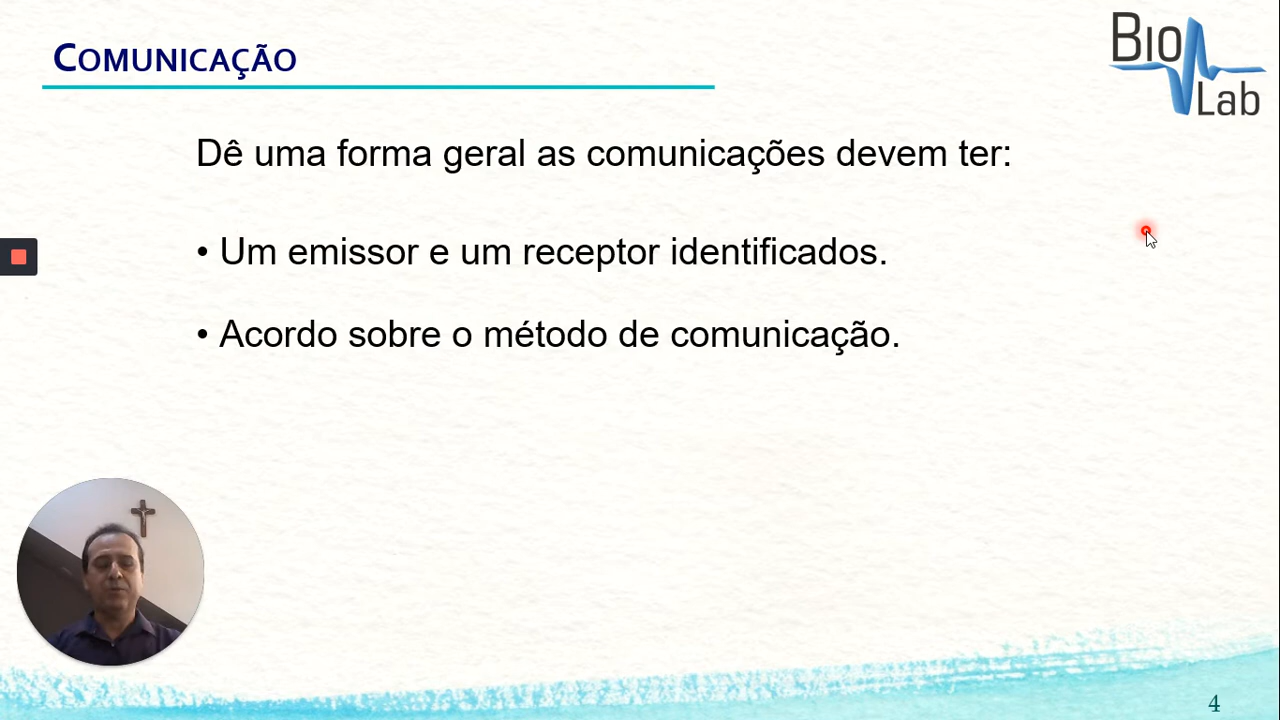 COMUNICAÇÃO
Bio
Lab
Dê uma forma geral as comunicações devem ter:
• Um emissor e um receptor identificados.
• Acordo sobre o método de comunicação.
4